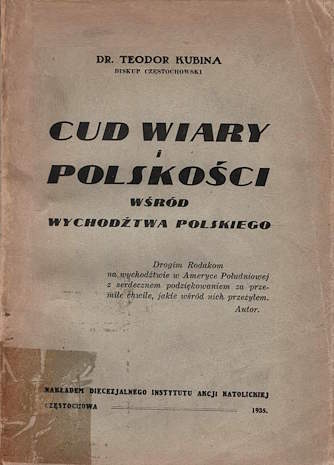 DR. TEODOR KUBINA
BISKUP CZĘSTOCHOWSKI
CUD WIARY
i
POLSKOŚCI
WŚRÓD
WYCHODŹTWA POLSKIEGO
Drogim Rodakom
na wychodźtwie w Ameryce Południowej
z serdecznem podziękowaniem za prze-
miłe chwile, jakie wśród nich przeżyłem.
Autor.
NAKŁADEM DIECEZJALNEGO INSTYTUTU AKCJI KATOLICKIEJ
CZĘSTOCHOWA 1935.